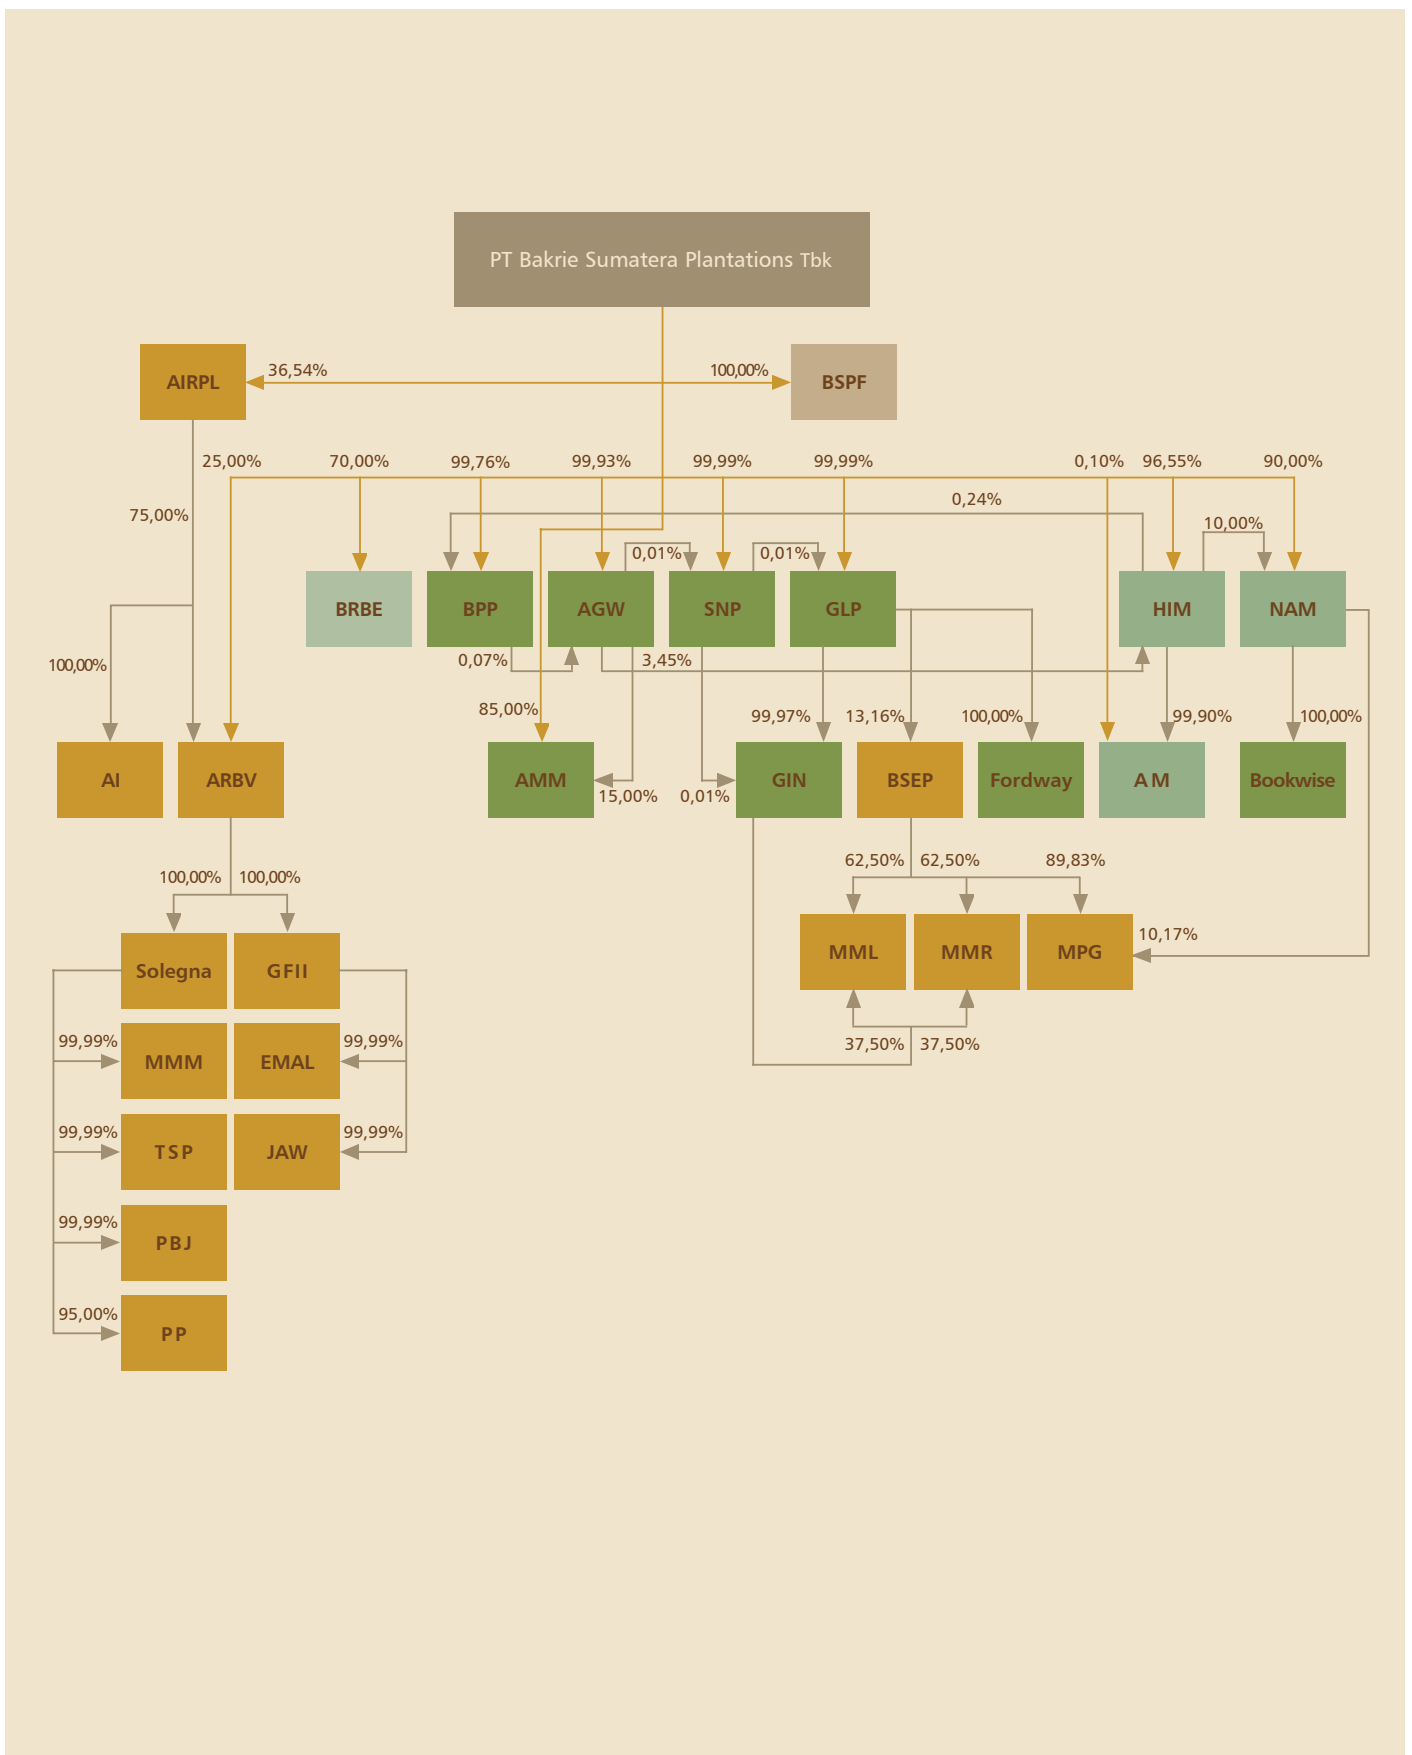 PT Bakrie Sumatera Plantations Tbk
AIRPL
36,54%
100,00%
BSPF
25,00%
70,00%
99,76%
99,93%
99,99%
99,99%
0,10%
96,55%
90,00%
0,24%
75,00%
10,00%
0,01%
0,01%
BRBE
BPP
AGW
SNP
GLP
HIM
NAM
0,07%
3,45%
100,00%
85,00%
99,97%
13,16%
100,00%
99,90%
100,00%
AI
ARBV
AMM
GIN
BSEP
Fordway
AM
Bookwise
15,00%
0,01%
62,50%
62,50%
89,83%
100,00%
100,00%
10,17%
MML
MMR
MPG
Solegna
GFII
99,99%
99,99%
37,50%
37,50%
MMM
EMAL
99,99%
99,99%
TSP
JAW
99,99%
PBJ
95,00%
PP